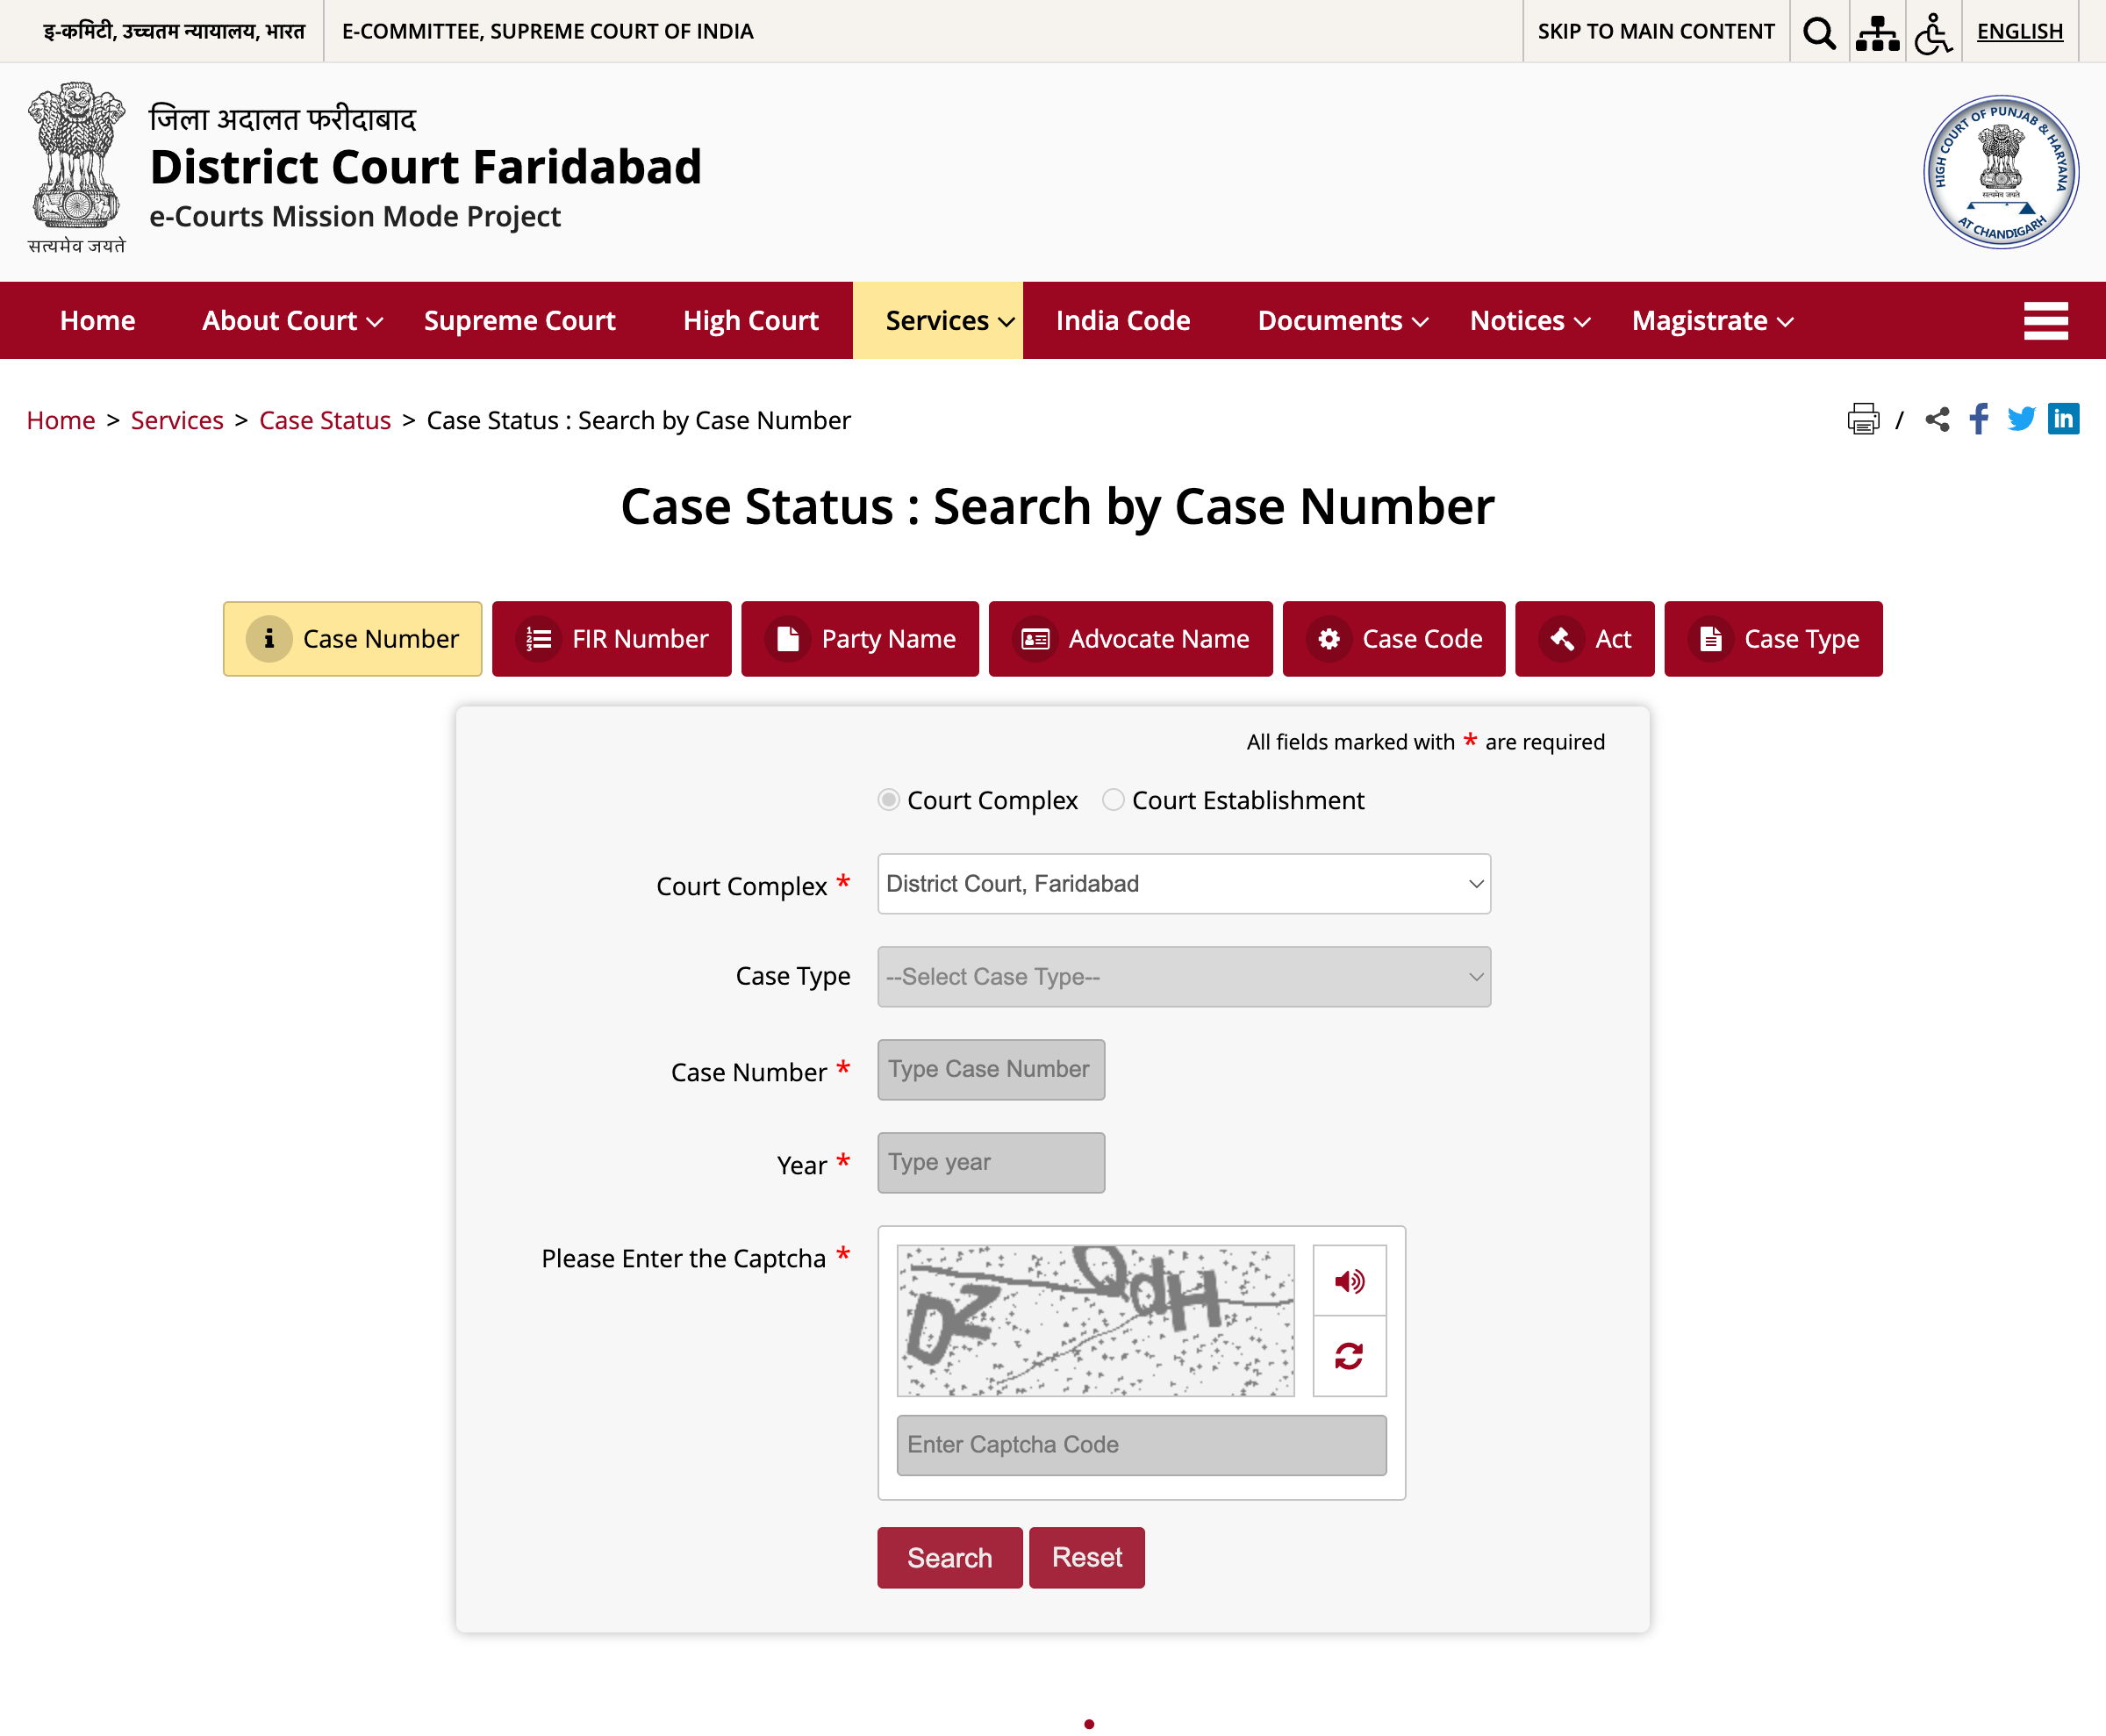 इ-कमिटी, उच्चतम न्यायालय, भारत
E-COMMITTEE, SUPREME COURT OF INDIA
SKIP TO MAIN CONTENT
ENGLISH
सत्यमेव जयते
जिला अदालत फरीदाबाद
District Court Faridabad
e-Courts Mission Mode Project
HIGH COURT OF PUNJAB & HARYANA
सत्यमेव जयते
AT CHANDIGARH
Home
About Court
Supreme Court
High Court
Services
India Code
Documents
Notices
Magistrate
Home > Services > Case Status > Case Status : Search by Case Number
/
Case Status : Search by Case Number
Case Number
FIR Number
Party Name
Advocate Name
Case Code
Act
Case Type
All fields marked with * are required
Court Complex
Court Establishment
Court Complex *
District Court, Faridabad
Case Type
--Select Case Type--
Case Number *
Type Case Number
Year *
Type year
Please Enter the Captcha *
Enter Captcha Code
Search
Reset